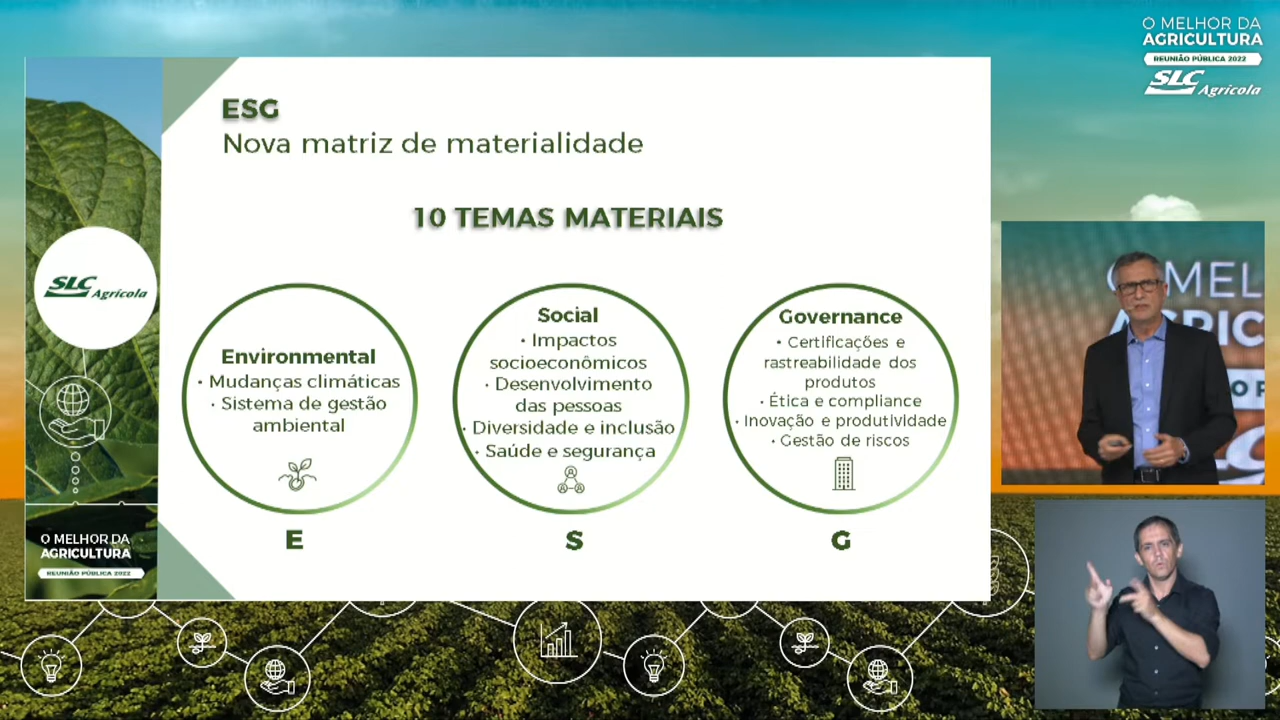 O MELHOR DA
AGRICULTURA
REUNIÃO PÚBLICA 2022
SLC Agrícola
ESG
Nova matriz de materialidade
10 TEMAS MATERIAIS
SLC Agrícola
Environmental
• Mudanças climáticas
• Sistema de gestão
ambiental
E
Social
• Impactos
socioeconômicos
• Desenvolvimento
das pessoas
• Diversidade e inclusão
• Saúde e segurança
S
Governance
• Certificações e
rastreabilidade dos
produtos
• Ética e compliance
• Inovação e produtividade
• Gestão de riscos
G
O MELHOR DA
AGRICULTURA
REUNIÃO PÚBLICA 2022